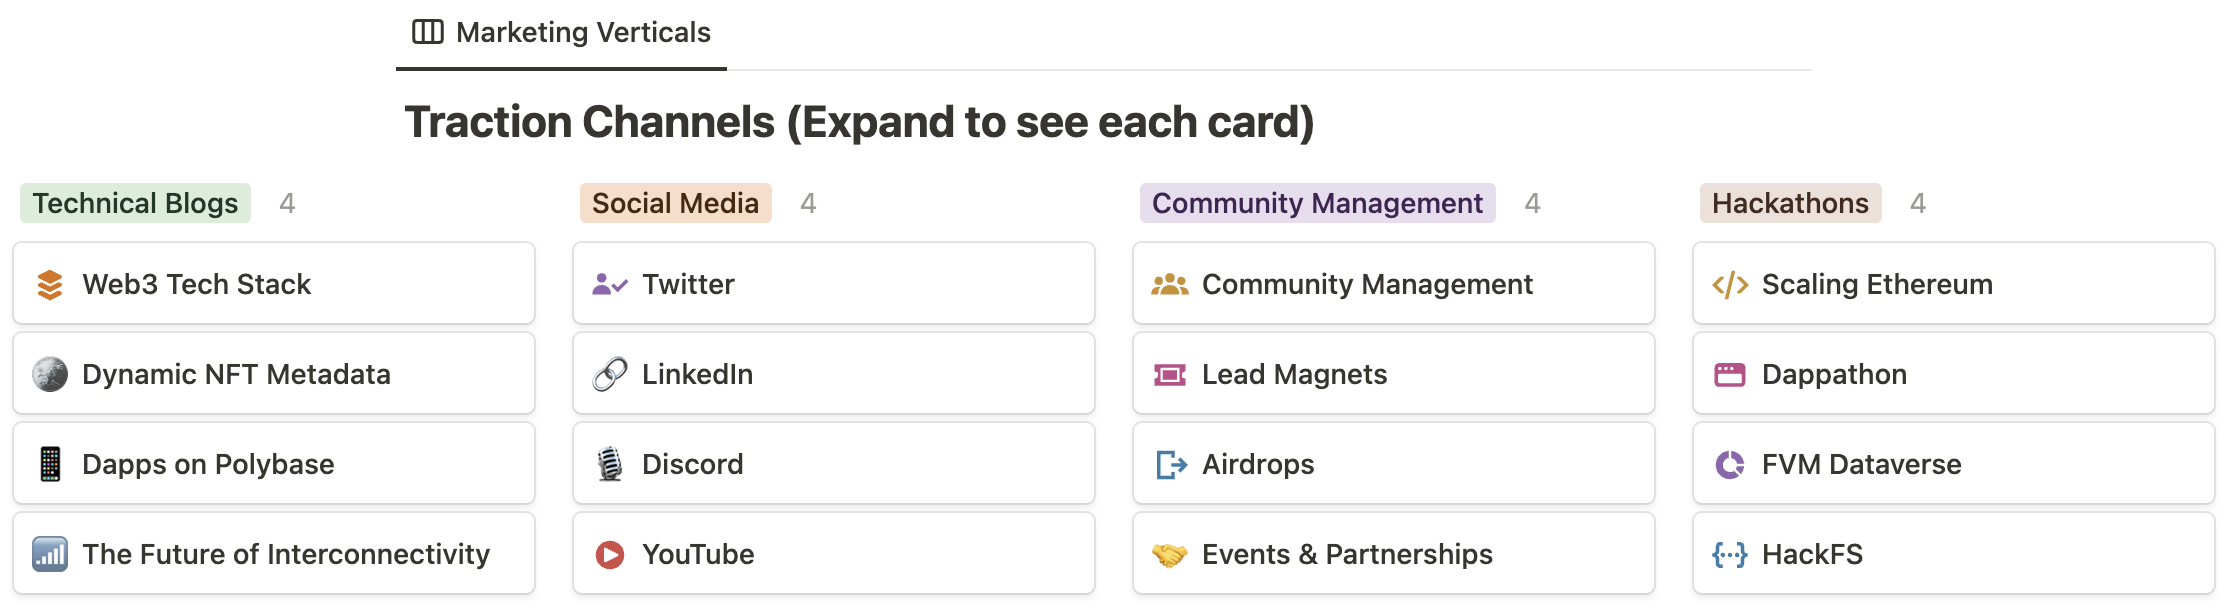 Marketing Verticals
Traction Channels (Expand to see each card)
Technical Blogs 4
Web3 Tech Stack
Dynamic NFT Metadata
Dapps on Polybase
The Future of Interconnectivity
Social Media 4
Twitter
LinkedIn
Discord
YouTube
Community Management 4
Community Management
Lead Magnets
Airdrops
Events & Partnerships
Hackathons 4
Scaling Ethereum
Dappathon
FVM Dataverse
HackFS